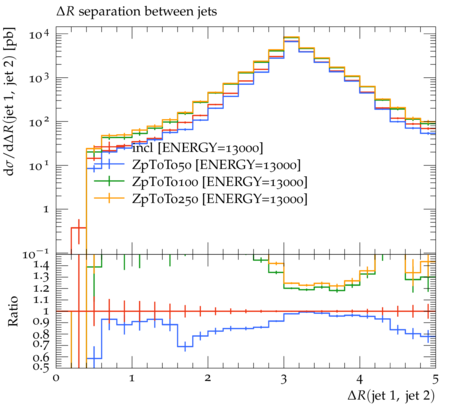 ΔR separation between jets
dσ/dΔR(jet 1, jet 2) [pb]
10⁴
10³
10²
10¹
1
10⁻¹
incl [ENERGY=13000]
ZpToTo50 [ENERGY=13000]
ZpToTo100 [ENERGY=13000]
ZpToTo250 [ENERGY=13000]
Ratio
1.4
1.3
1.2
1.1
1
0.9
0.8
0.7
0.6
0.5
0 1 2 3 4 5
ΔR(jet 1, jet 2)